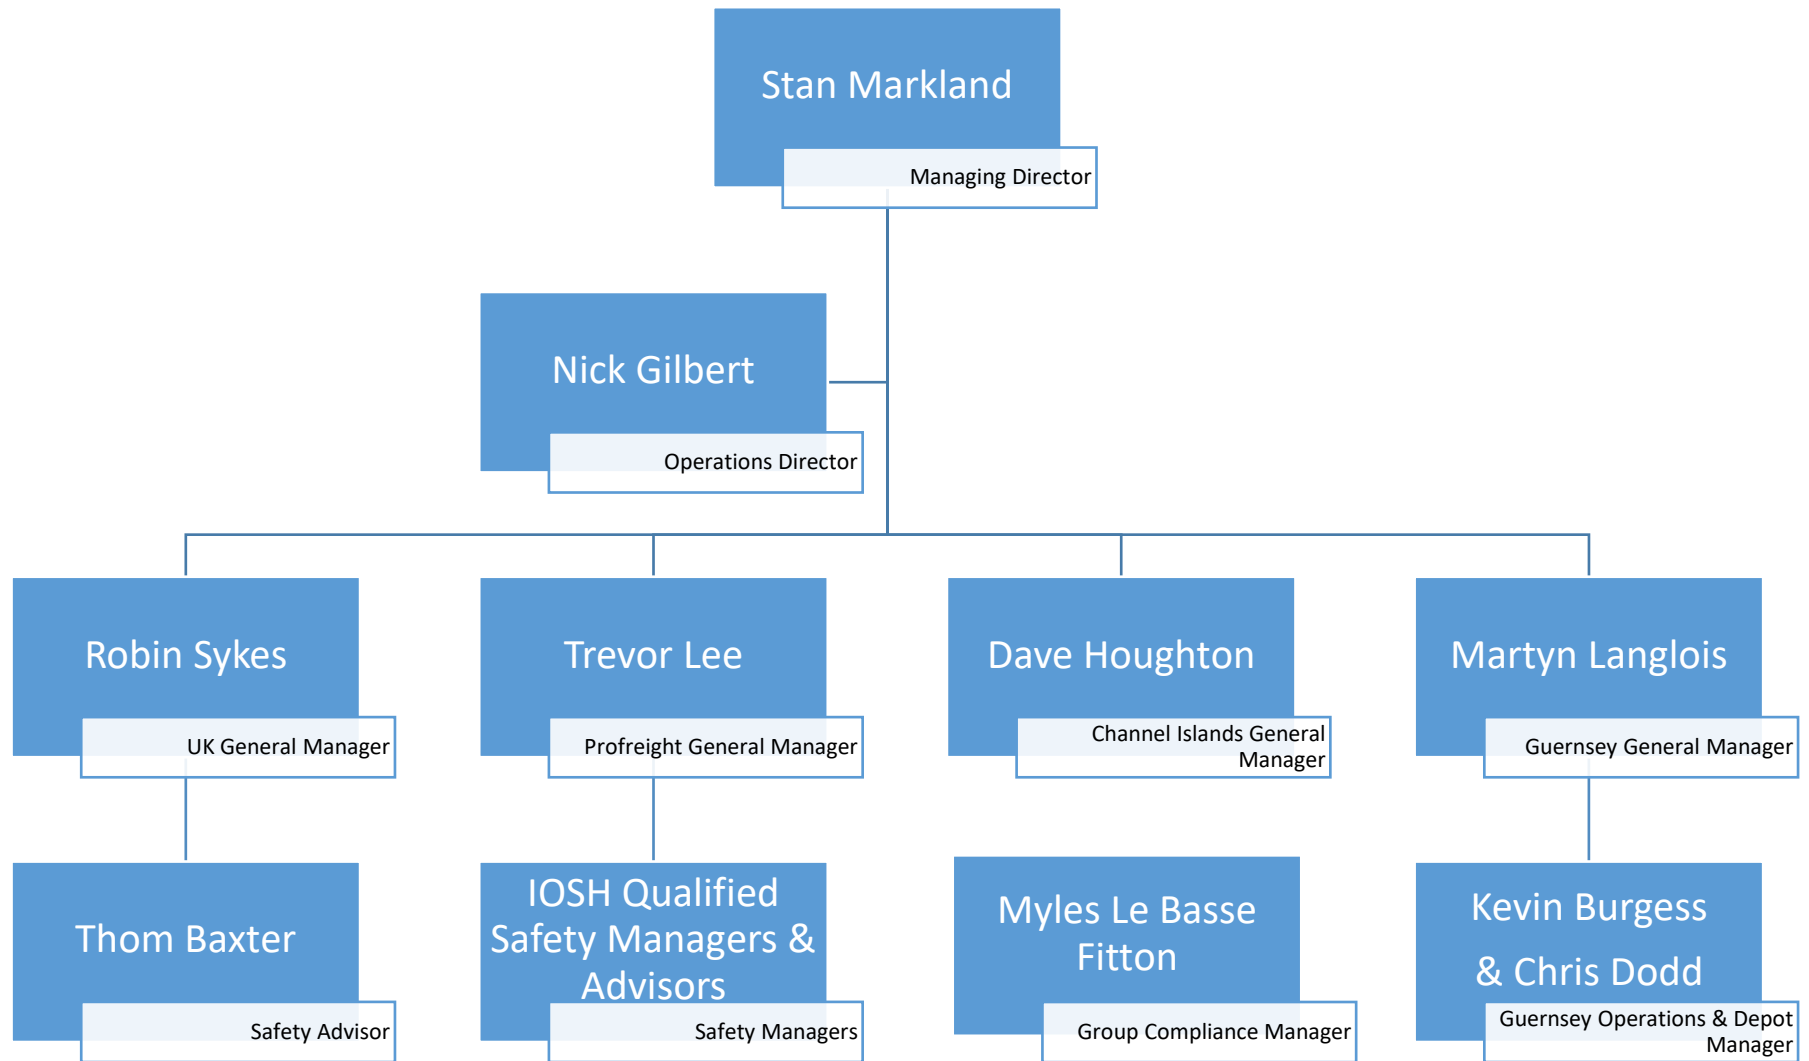 Stan Markland
Managing Director
Nick Gilbert
Operations Director
Robin Sykes
UK General Manager
Trevor Lee
Profreight General Manager
Dave Houghton
Channel Islands General
Manager
Martyn Langlois
Guernsey General Manager
Thom Baxter
Safety Advisor
IOSH Qualified
Safety Managers &
Advisors
Safety Managers
Myles Le Basse
Fitton
Group Compliance Manager
Kevin Burgess
& Chris Dodd
Guernsey Operations & Depot
Manager